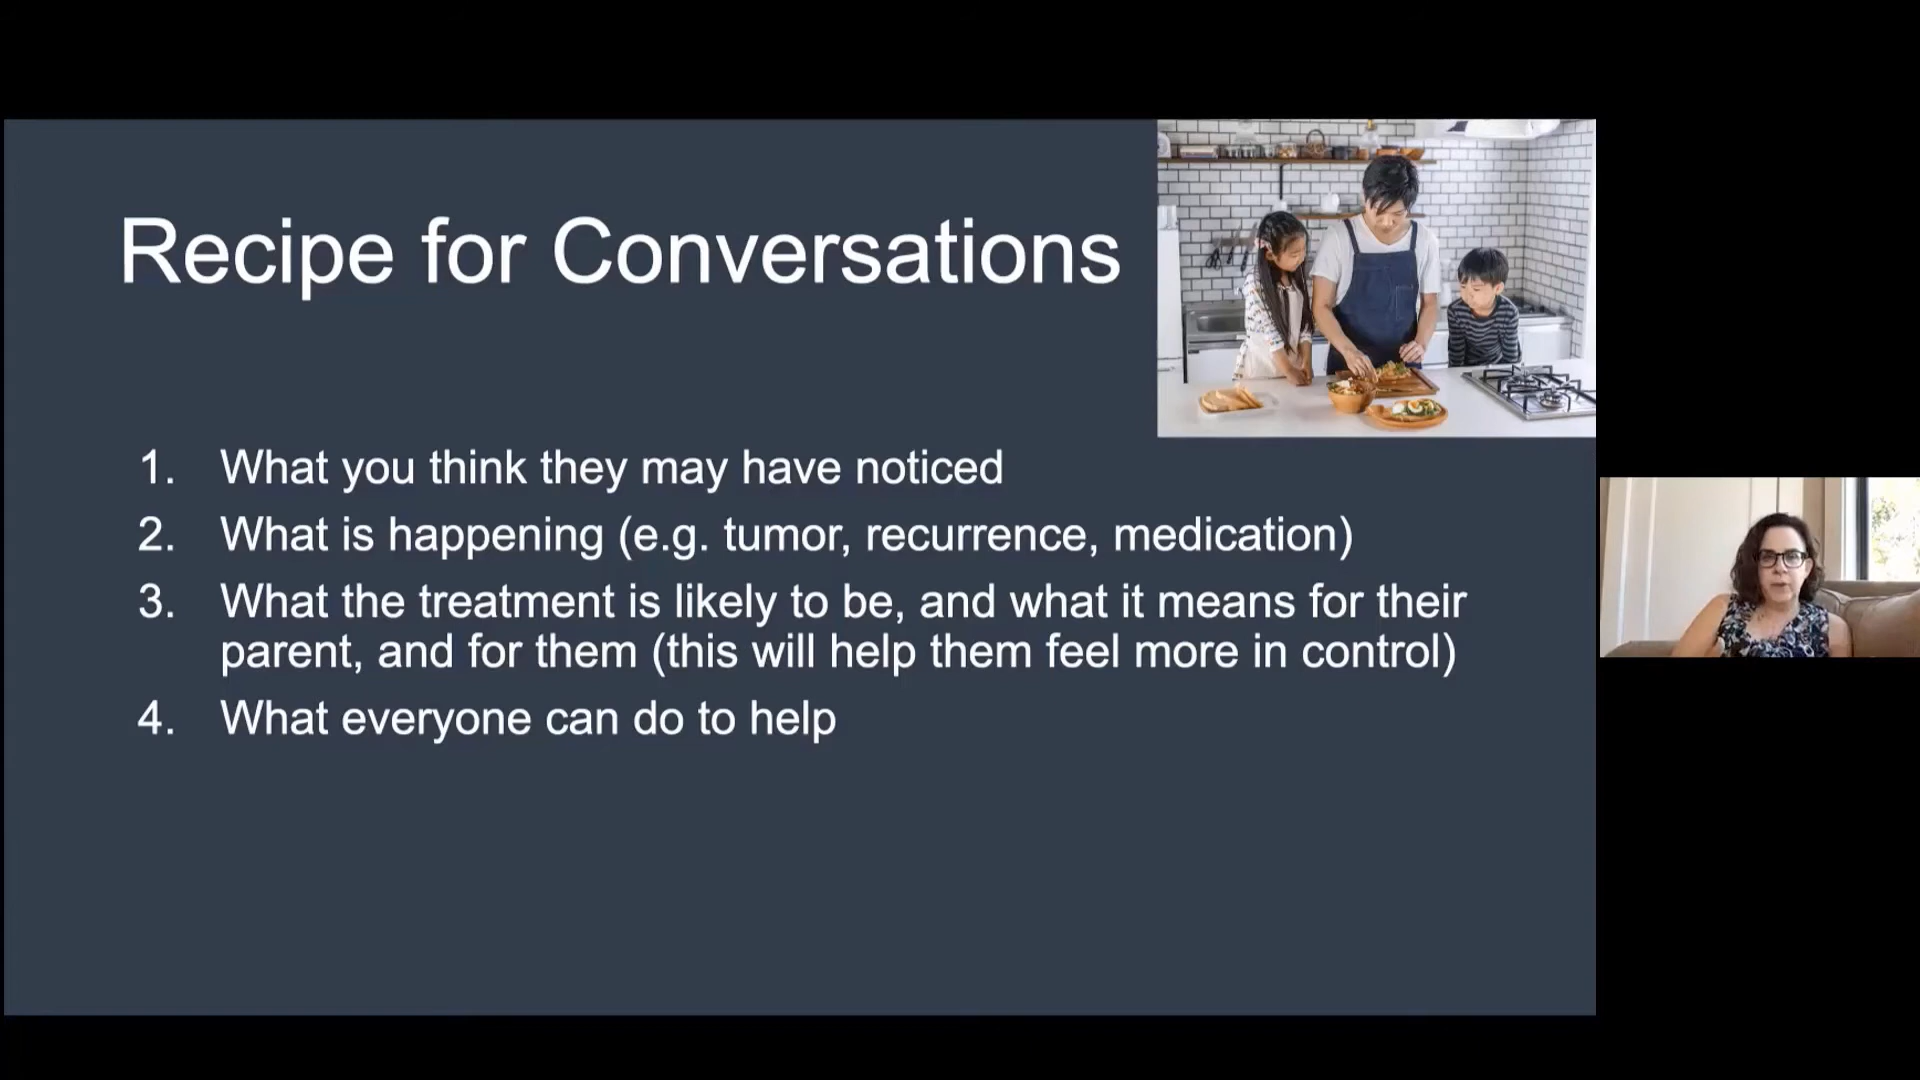 Recipe for Conversations
1. What you think they may have noticed
2. What is happening (e.g. tumor, recurrence, medication)
3. What the treatment is likely to be, and what it means for their
parent, and for them (this will help them feel more in control)
4. What everyone can do to help